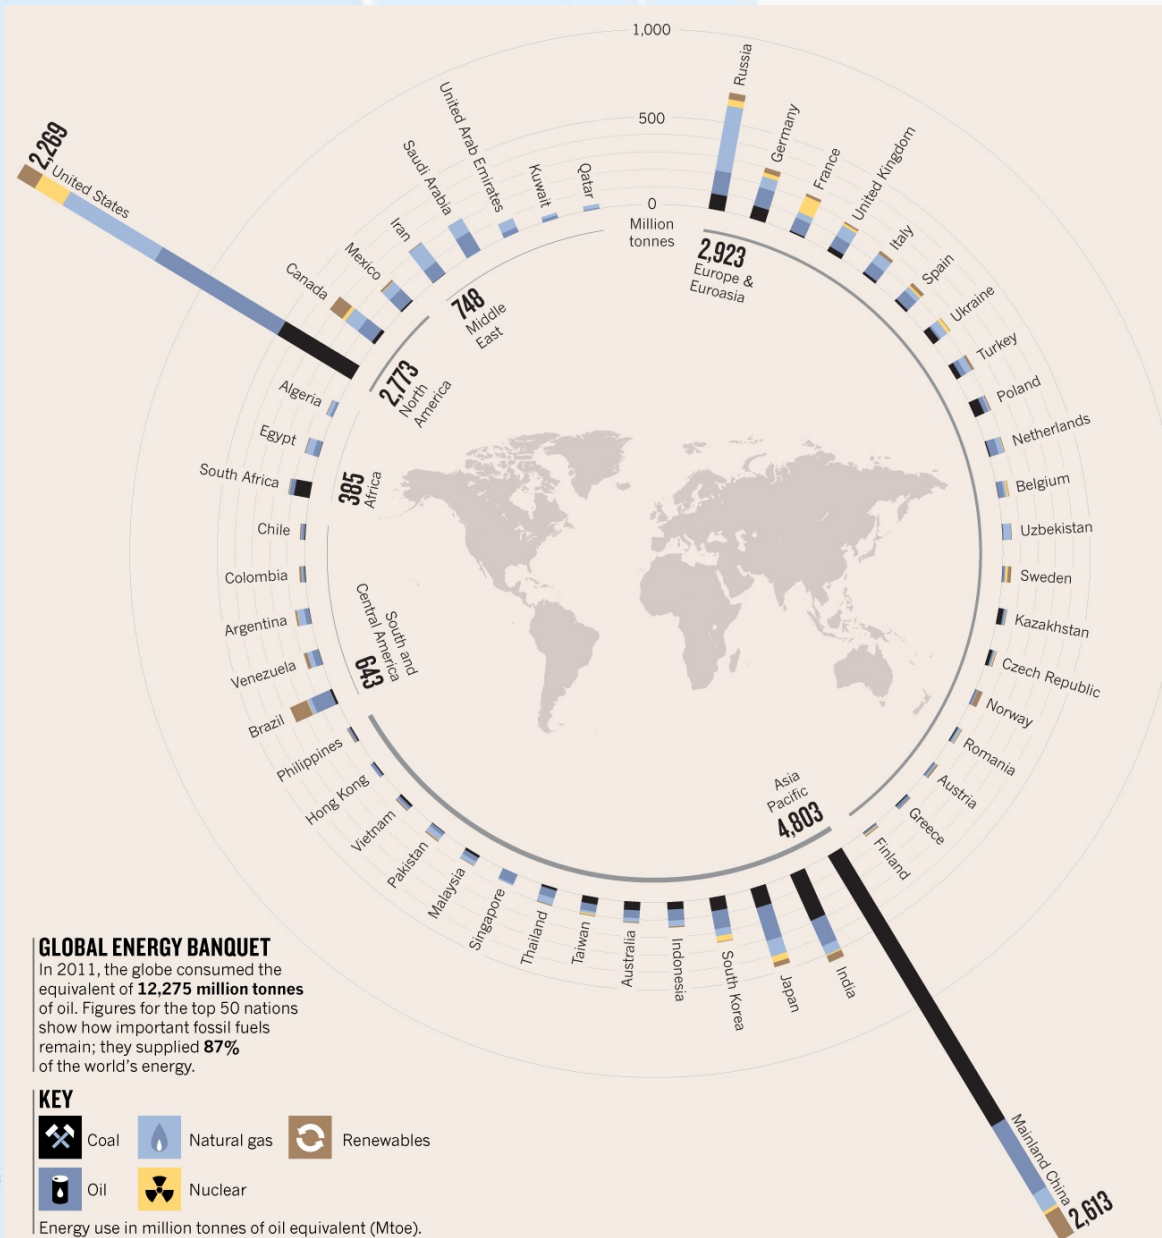 1,000
500
0
Million
tonnes
Russia
Germany
France
United Kingdom
Italy
Spain
Ukraine
Turkey
Poland
Netherlands
Belgium
Uzbekistan
Sweden
Kazakhstan
Czech Republic
Norway
Romania
Austria
Greece
Finland
2,923
Europe &
Euroasia
Mainland China
2,613
India
Japan
South Korea
Indonesia
Australia
Taiwan
Thailand
Singapore
Malaysia
Pakistan
Vietnam
Hong Kong
Philippines
Asia
Pacific
4,803
Brazil
Venezuela
Argentina
Colombia
Chile
South and
Central America
643
South Africa
Egypt
Algeria
385
Africa
2,269
United States
Canada
Mexico
2,773
North
America
Iran
Saudi Arabia
United Arab Emirates
Kuwait
Qatar
748
Middle
East
GLOBAL ENERGY BANQUET
In 2011, the globe consumed the
equivalent of 12,275 million tonnes
of oil. Figures for the top 50 nations
show how important fossil fuels
remain; they supplied 87%
of the world's energy.
KEY
Coal
Natural gas
Renewables
Oil
Nuclear
Energy use in million tonnes of oil equivalent (Mtoe).